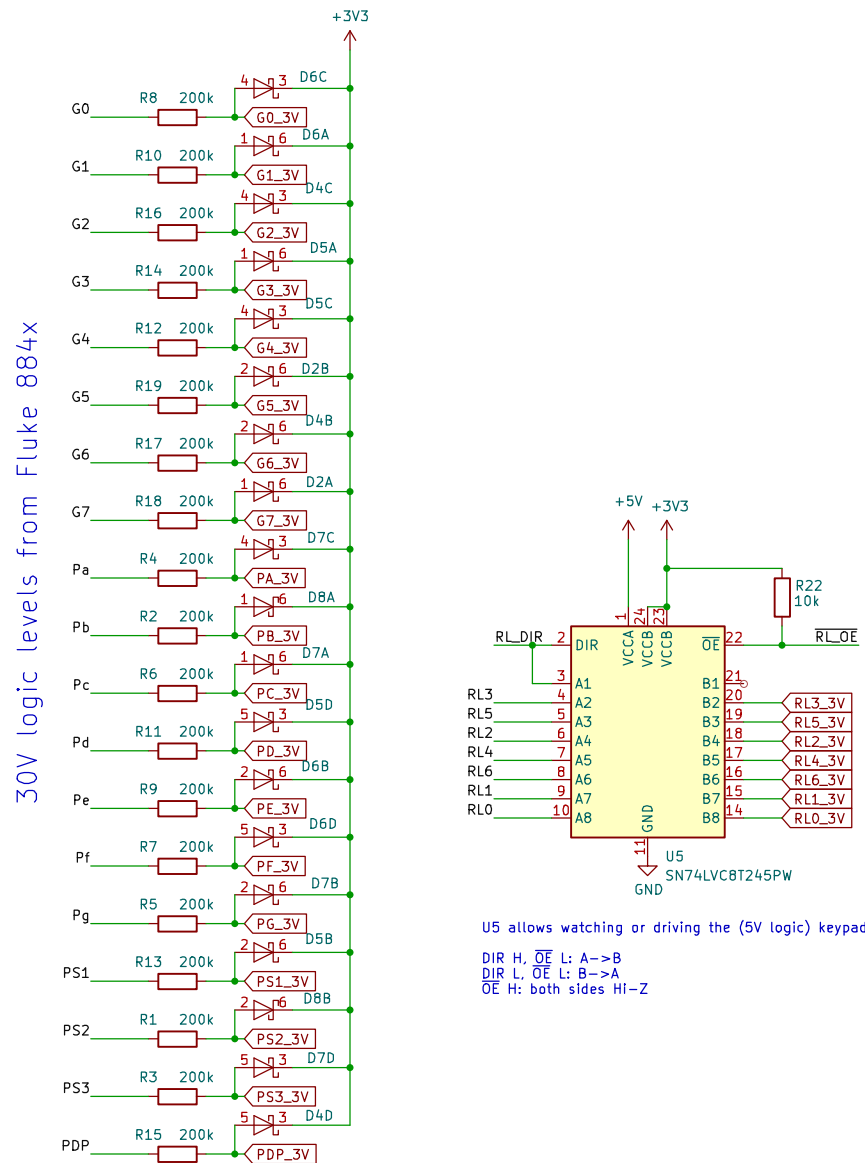 +3V3
D6C
4 3
R8 200k
G0
G0_3V
D6A
1 6
R10 200k
G1
G1_3V
D4C
4 3
R16 200k
G2
G2_3V
D5A
1 6
R14 200k
G3
G3_3V
D5C
4 3
R12 200k
G4
G4_3V
D2B
2 6
R19 200k
G5
G5_3V
D4B
2 6
R17 200k
G6
G6_3V
D2A
1 6
R18 200k
G7
G7_3V
D7C
4 3
R4 200k
Pa
PA_3V
D8A
1 6
R2 200k
Pb
PB_3V
D7A
1 6
R6 200k
Pc
PC_3V
D5D
5 3
R11 200k
Pd
PD_3V
D6B
2 6
R9 200k
Pe
PE_3V
D6D
5 3
R7 200k
Pf
PF_3V
D7B
2 6
R5 200k
Pg
PG_3V
D5B
2 6
R13 200k
PS1
PS1_3V
D8B
2 6
R1 200k
PS2
PS2_3V
D7D
5 3
R3 200k
PS3
PS3_3V
D4D
5 3
R15 200k
PDP
PDP_3V
30V logic levels from Fluke 884x
+5V
+3V3
R22
10k
1 24 23
VCCA VCCB VCCB
RL_DIR 2 DIR OE 22 RL_OE
3 A1 B1 21
RL3 4 A2 B2 20 RL3_3V
RL5 5 A3 B3 19 RL5_3V
RL2 6 A4 B4 18 RL2_3V
RL4 7 A5 B5 17 RL4_3V
RL6 8 A6 B6 16 RL6_3V
RL1 9 A7 B7 15 RL1_3V
RL0 10 A8 B8 14 RL0_3V
GND
11
GND
U5
SN74LVC8T245PW
U5 allows watching or driving the (5V logic) keypad
DIR H, OE L: A->B
DIR L, OE L: B->A
OE H: both sides Hi-Z